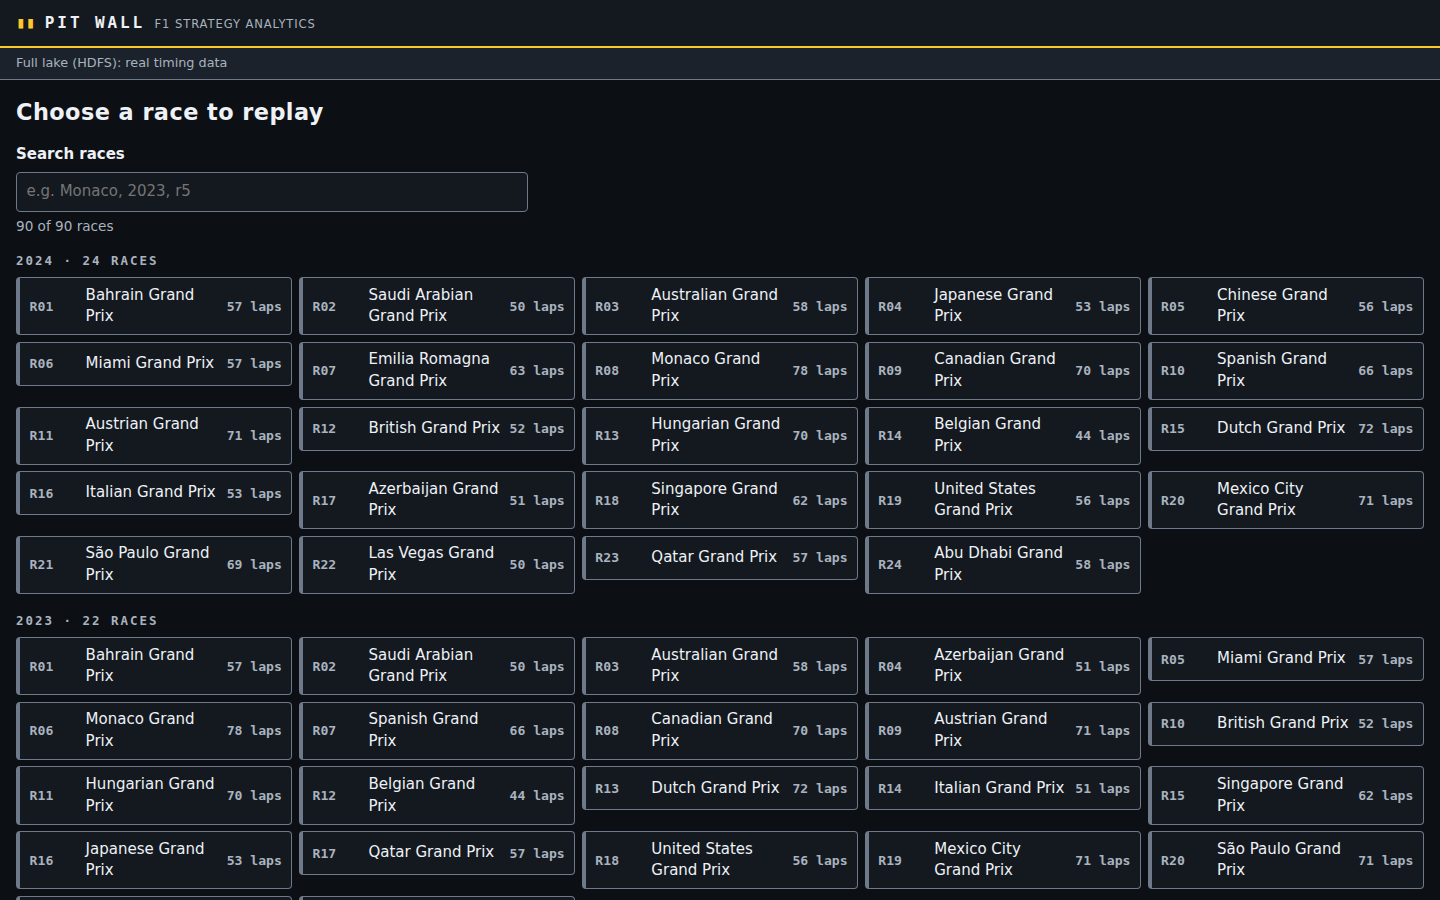 PIT WALL F1 STRATEGY ANALYTICS
Full lake (HDFS): real timing data
Choose a race to replay
Search races
e.g. Monaco, 2023, r5
90 of 90 races
2024 · 24 RACES
R01 Bahrain Grand Prix 57 laps
R02 Saudi Arabian Grand Prix 50 laps
R03 Australian Grand Prix 58 laps
R04 Japanese Grand Prix 53 laps
R05 Chinese Grand Prix 56 laps
R06 Miami Grand Prix 57 laps
R07 Emilia Romagna Grand Prix 63 laps
R08 Monaco Grand Prix 78 laps
R09 Canadian Grand Prix 70 laps
R10 Spanish Grand Prix 66 laps
R11 Austrian Grand Prix 71 laps
R12 British Grand Prix 52 laps
R13 Hungarian Grand Prix 70 laps
R14 Belgian Grand Prix 44 laps
R15 Dutch Grand Prix 72 laps
R16 Italian Grand Prix 53 laps
R17 Azerbaijan Grand Prix 51 laps
R18 Singapore Grand Prix 62 laps
R19 United States Grand Prix 56 laps
R20 Mexico City Grand Prix 71 laps
R21 São Paulo Grand Prix 69 laps
R22 Las Vegas Grand Prix 50 laps
R23 Qatar Grand Prix 57 laps
R24 Abu Dhabi Grand Prix 58 laps
2023 · 22 RACES
R01 Bahrain Grand Prix 57 laps
R02 Saudi Arabian Grand Prix 50 laps
R03 Australian Grand Prix 58 laps
R04 Azerbaijan Grand Prix 51 laps
R05 Miami Grand Prix 57 laps
R06 Monaco Grand Prix 78 laps
R07 Spanish Grand Prix 66 laps
R08 Canadian Grand Prix 70 laps
R09 Austrian Grand Prix 71 laps
R10 British Grand Prix 52 laps
R11 Hungarian Grand Prix 70 laps
R12 Belgian Grand Prix 44 laps
R13 Dutch Grand Prix 72 laps
R14 Italian Grand Prix 51 laps
R15 Singapore Grand Prix 62 laps
R16 Japanese Grand Prix 53 laps
R17 Qatar Grand Prix 57 laps
R18 United States Grand Prix 56 laps
R19 Mexico City Grand Prix 71 laps
R20 São Paulo Grand Prix 71 laps